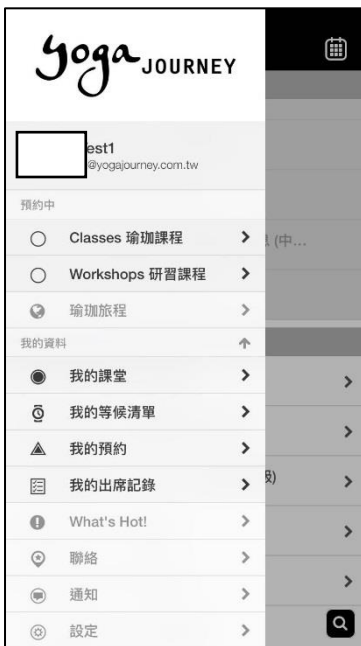 yoga JOURNEY
est1
@yogajourney.com.tw
預約中
Classes 瑜珈課程
Workshops 研習課程
瑜珈旅程
我的資料
我的課堂
我的等候清單
我的預約
我的出席記錄
What's Hot!
聯絡
通知
設定
(中...
級)